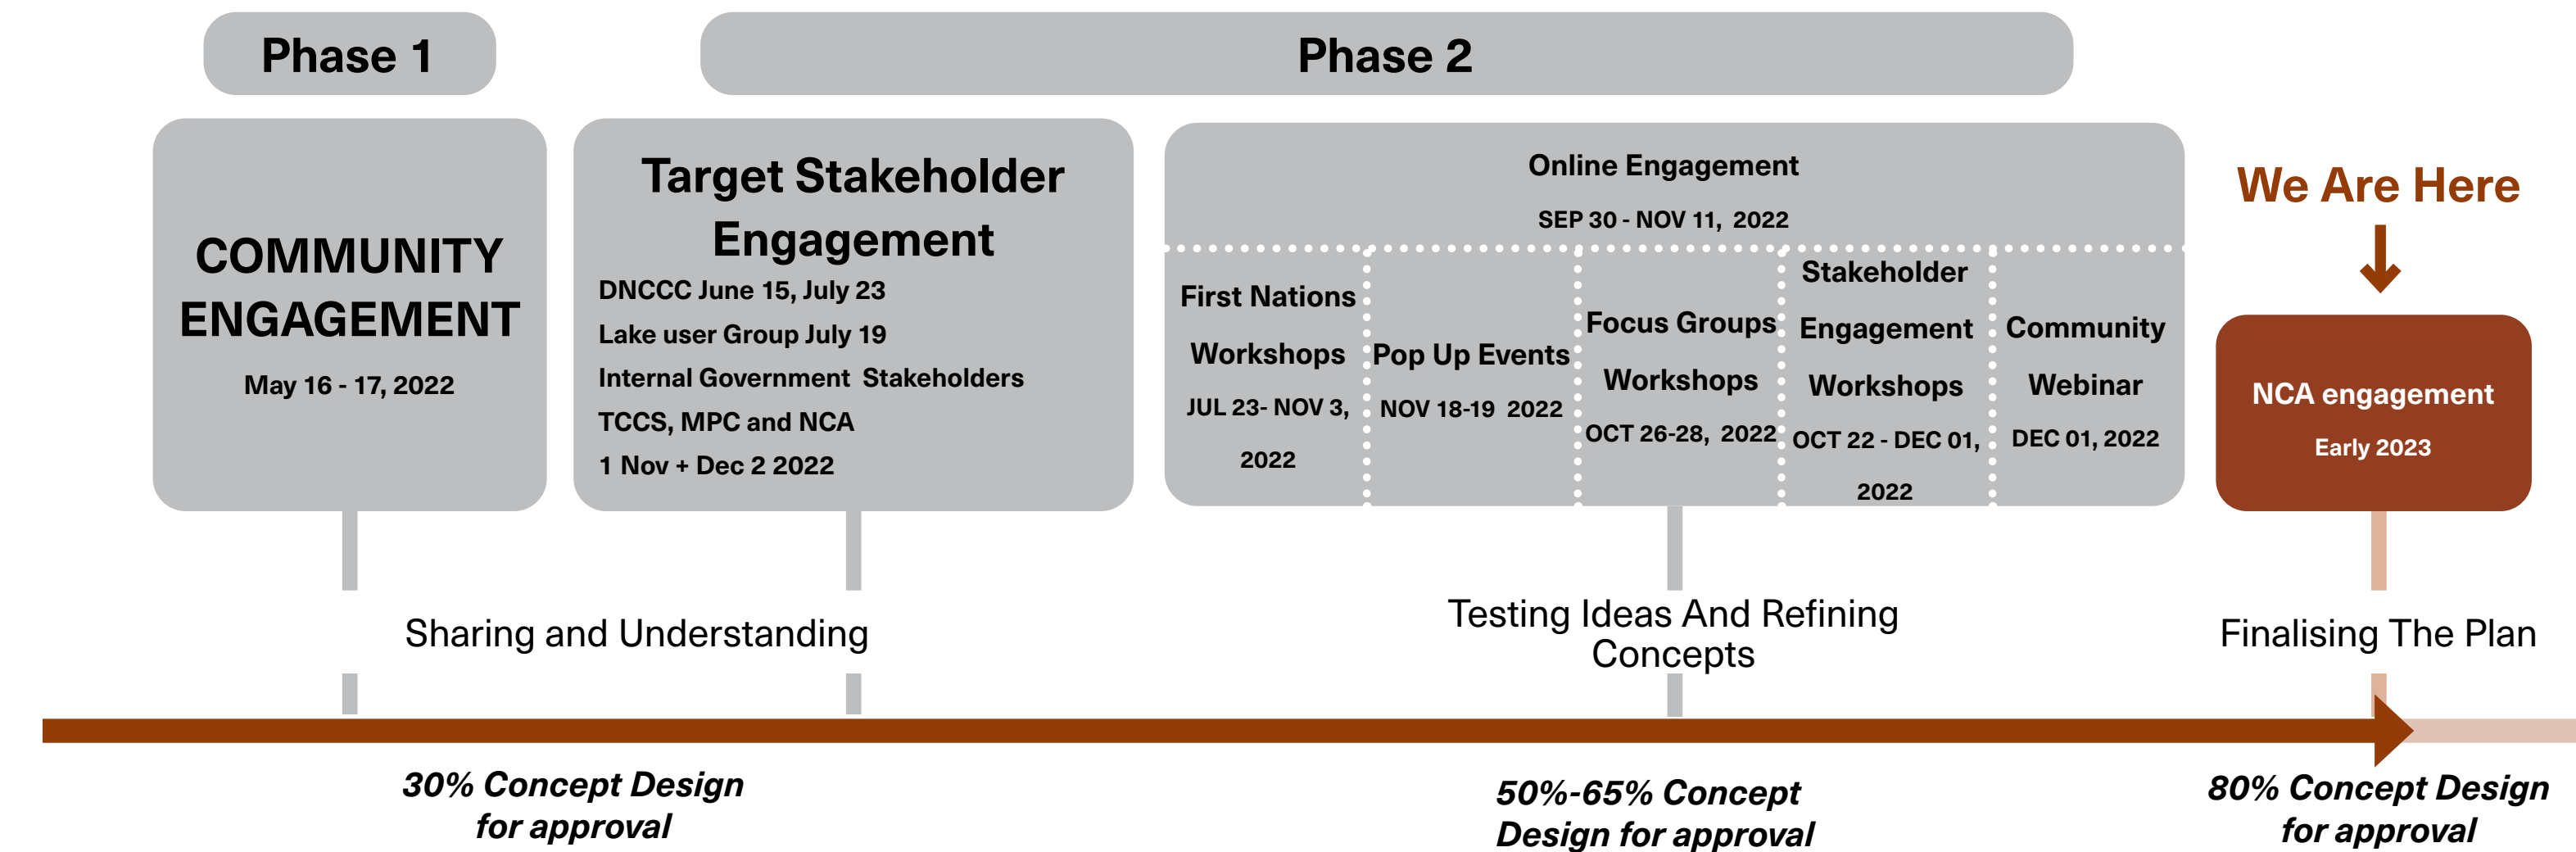 Phase 1
Phase 2
COMMUNITY
ENGAGEMENT
May 16 - 17, 2022
Target Stakeholder
Engagement
DNCCC June 15, July 23
Lake user Group July 19
Internal Government Stakeholders
TCCS, MPC and NCA
1 Nov + Dec 2 2022
Online Engagement
SEP 30 - NOV 11, 2022
First Nations
Workshops
JUL 23- NOV 3,
2022
Pop Up Events
NOV 18-19 2022
Focus Groups
Workshops
OCT 26-28, 2022
Stakeholder
Engagement
Workshops
OCT 22 - DEC 01,
2022
Community
Webinar
DEC 01, 2022
We Are Here
NCA engagement
Early 2023
Sharing and Understanding
Testing Ideas And Refining
Concepts
Finalising The Plan
30% Concept Design
for approval
50%-65% Concept
Design for approval
80% Concept Design
for approval